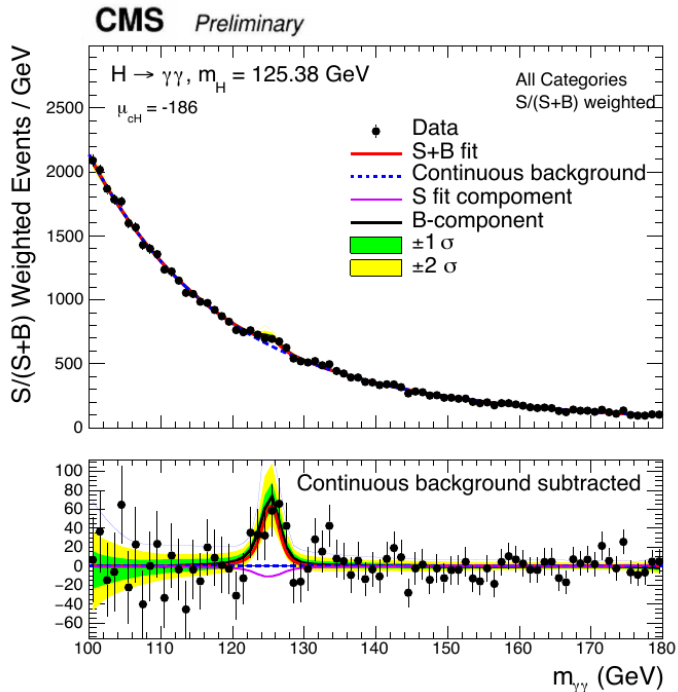 CMS Preliminary
H → γγ, m_H = 125.38 GeV
μ_cH = -186
All Categories
S/(S+B) weighted
Data
S+B fit
Continuous background
S fit compoment
B-component
±1 σ
±2 σ
S/(S+B) Weighted Events / GeV
2500
2000
1500
1000
500
0
Continuous background subtracted
100
80
60
40
20
0
-20
-40
-60
100 110 120 130 140 150 160 170 180
m_γγ (GeV)